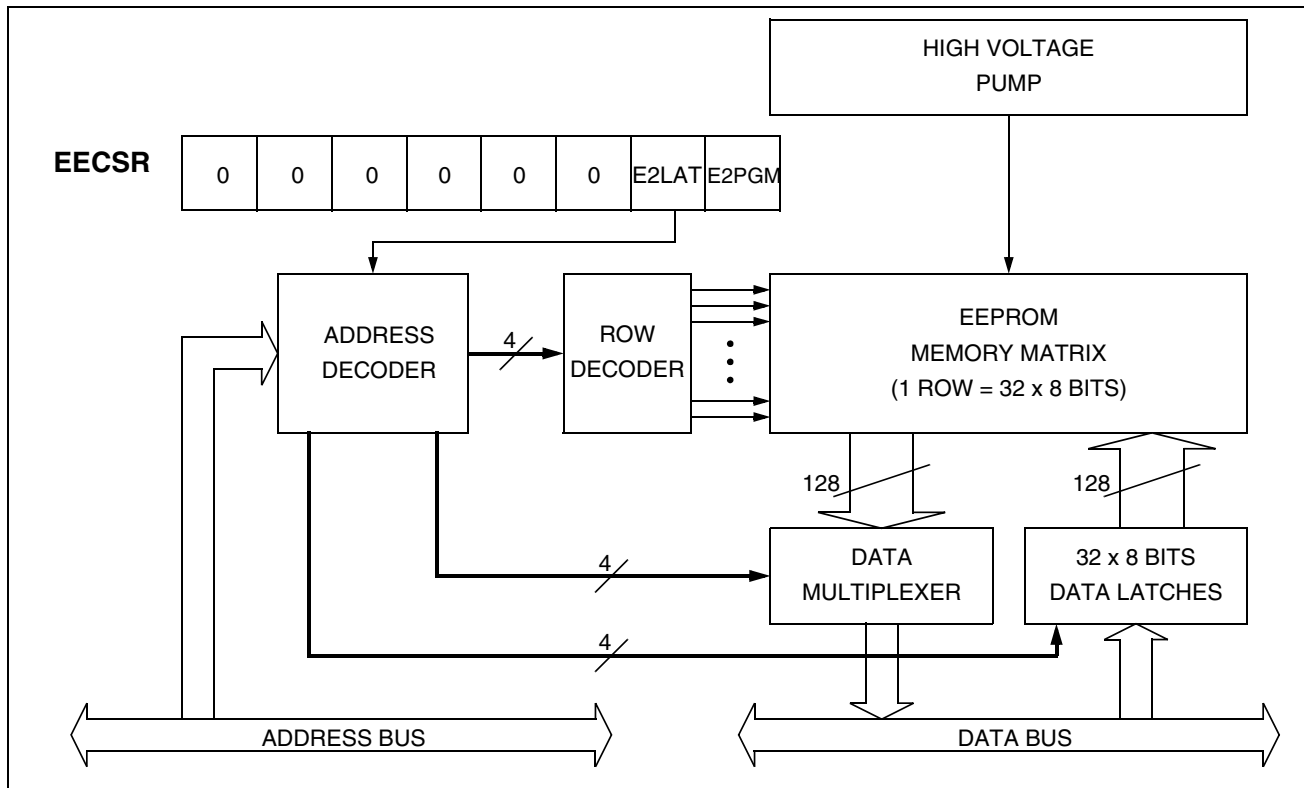 HIGH VOLTAGE
PUMP
EECSR
0 0 0 0 0 0 E2LAT E2PGM
ADDRESS
DECODER
4
ROW
DECODER
EEPROM
MEMORY MATRIX
(1 ROW = 32 x 8 BITS)
128
128
4
DATA
MULTIPLEXER
32 x 8 BITS
DATA LATCHES
4
ADDRESS BUS
DATA BUS